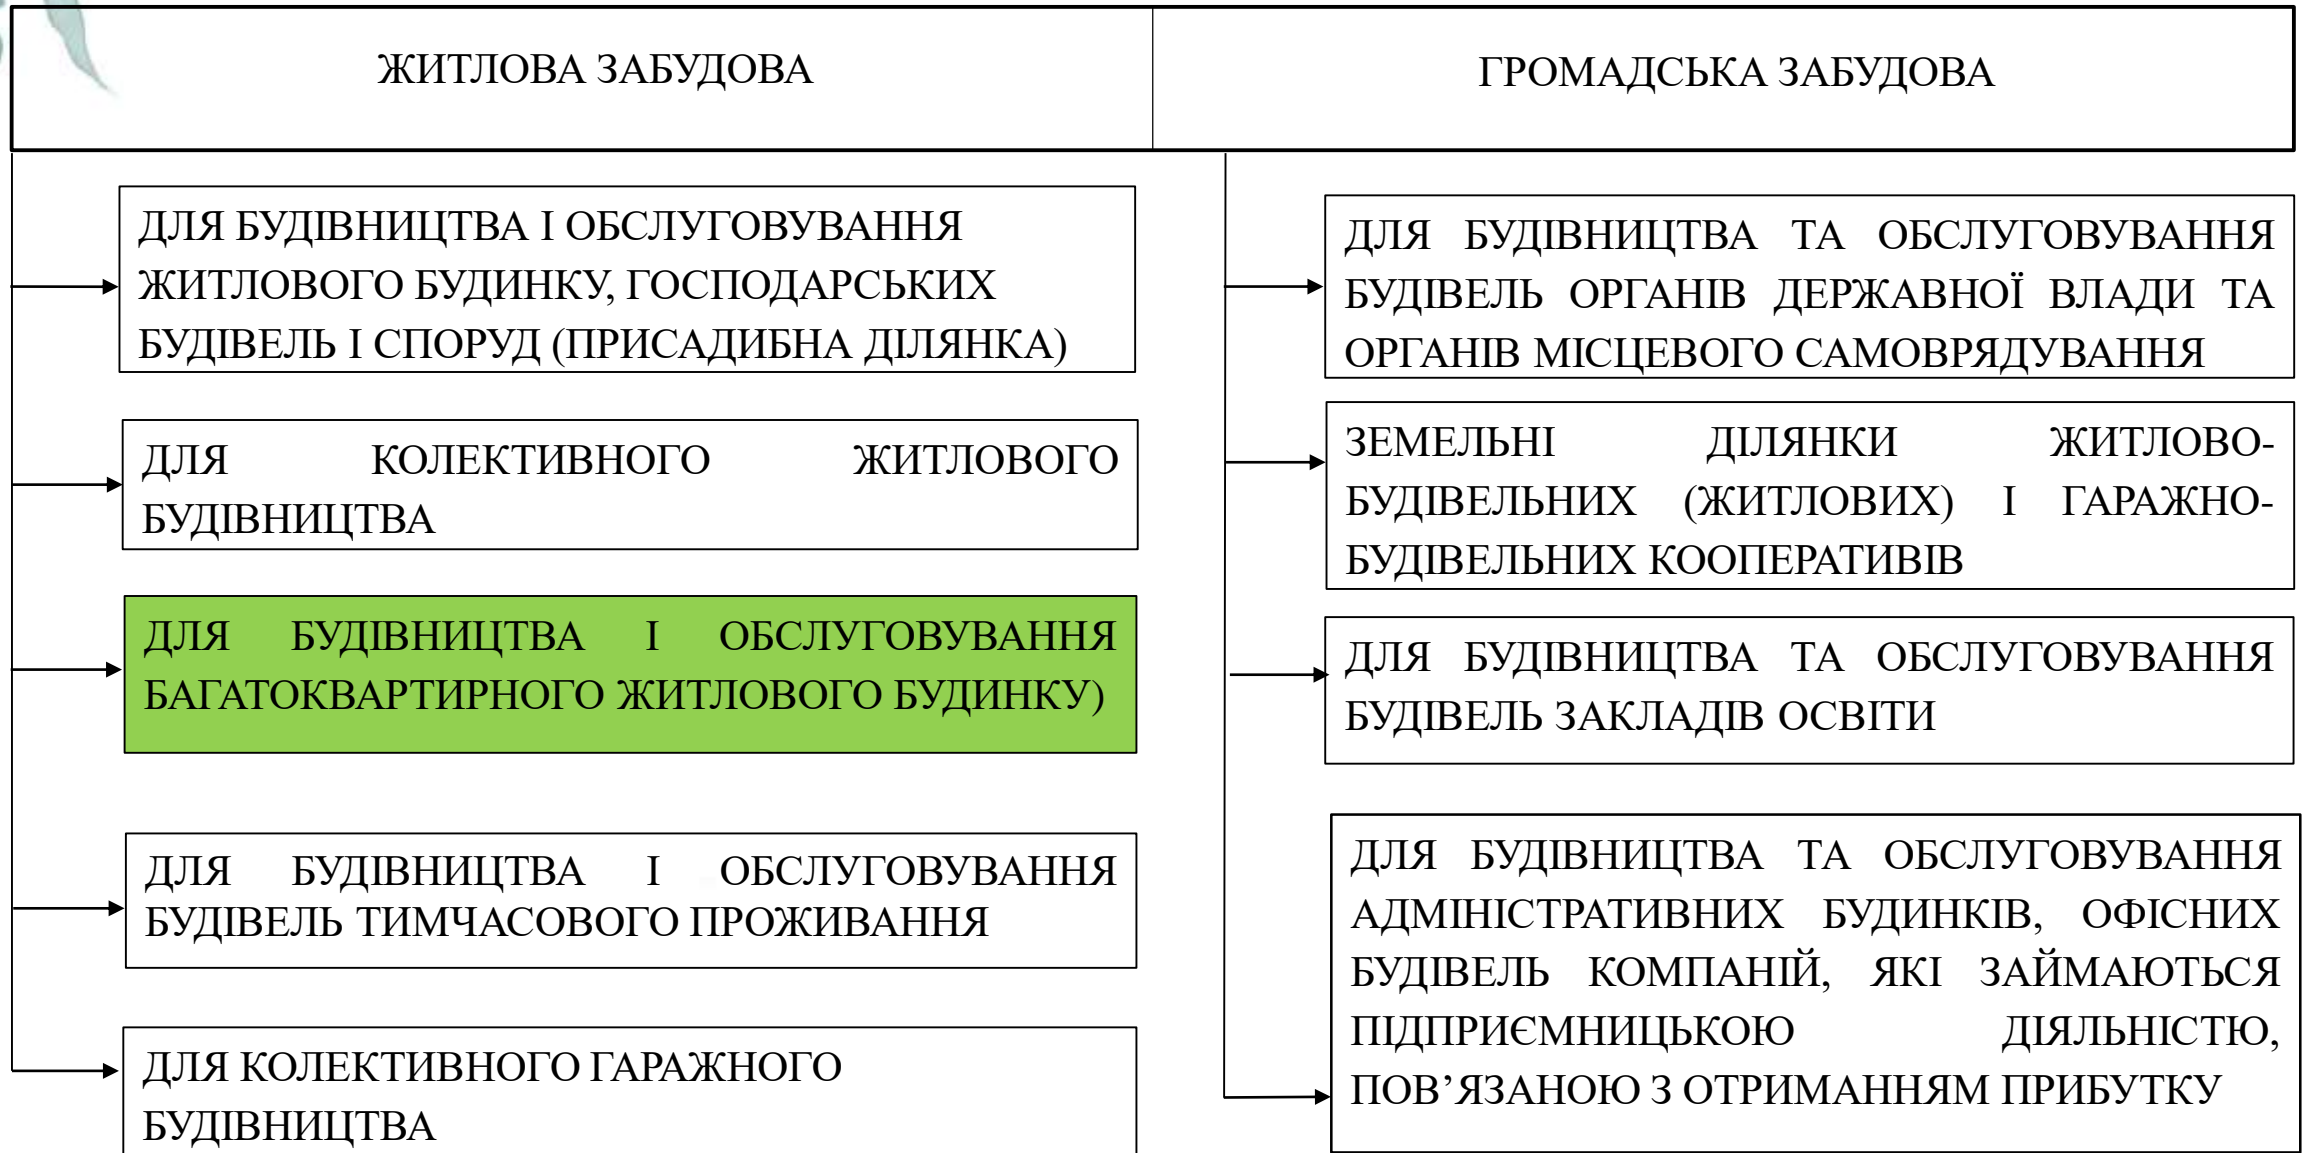 ЖИТЛОВА ЗАБУДОВА
ГРОМАДСЬКА ЗАБУДОВА
ДЛЯ БУДІВНИЦТВА І ОБСЛУГОВУВАННЯ
ЖИТЛОВОГО БУДИНКУ, ГОСПОДАРСЬКИХ
БУДІВЕЛЬ І СПОРУД (ПРИСАДИБНА ДІЛЯНКА)
ДЛЯ КОЛЕКТИВНОГО ЖИТЛОВОГО
БУДІВНИЦТВА
ДЛЯ БУДІВНИЦТВА І ОБСЛУГОВУВАННЯ
БАГАТОКВАРТИРНОГО ЖИТЛОВОГО БУДИНКУ)
ДЛЯ БУДІВНИЦТВА І ОБСЛУГОВУВАННЯ
БУДІВЕЛЬ ТИМЧАСОВОГО ПРОЖИВАННЯ
ДЛЯ КОЛЕКТИВНОГО ГАРАЖНОГО
БУДІВНИЦТВА
ДЛЯ БУДІВНИЦТВА ТА ОБСЛУГОВУВАННЯ
БУДІВЕЛЬ ОРГАНІВ ДЕРЖАВНОЇ ВЛАДИ ТА
ОРГАНІВ МІСЦЕВОГО САМОВРЯДУВАННЯ
ЗЕМЕЛЬНІ ДІЛЯНКИ ЖИТЛОВО-
БУДІВЕЛЬНИХ (ЖИТЛОВИХ) І ГАРАЖНО-
БУДІВЕЛЬНИХ КООПЕРАТИВІВ
ДЛЯ БУДІВНИЦТВА ТА ОБСЛУГОВУВАННЯ
БУДІВЕЛЬ ЗАКЛАДІВ ОСВІТИ
ДЛЯ БУДІВНИЦТВА ТА ОБСЛУГОВУВАННЯ
АДМІНІСТРАТИВНИХ БУДИНКІВ, ОФІСНИХ
БУДІВЕЛЬ КОМПАНІЙ, ЯКІ ЗАЙМАЮТЬСЯ
ПІДПРИЄМНИЦЬКОЮ ДІЯЛЬНІСТЮ,
ПОВ’ЯЗАНОЮ З ОТРИМАННЯМ ПРИБУТКУ